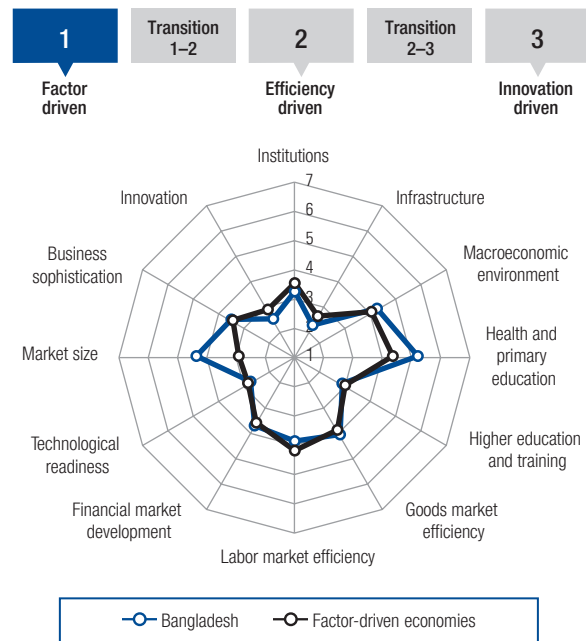 1
Transition
1–2
2
Transition
2–3
3
Factor
driven
Efficiency
driven
Innovation
driven
Institutions
7
6
5
4
3
2
1
Infrastructure
Macroeconomic
environment
Health and
primary
education
Higher education
and training
Goods market
efficiency
Labor market efficiency
Financial market
development
Technological
readiness
Market size
Business
sophistication
Innovation
Bangladesh
Factor-driven economies